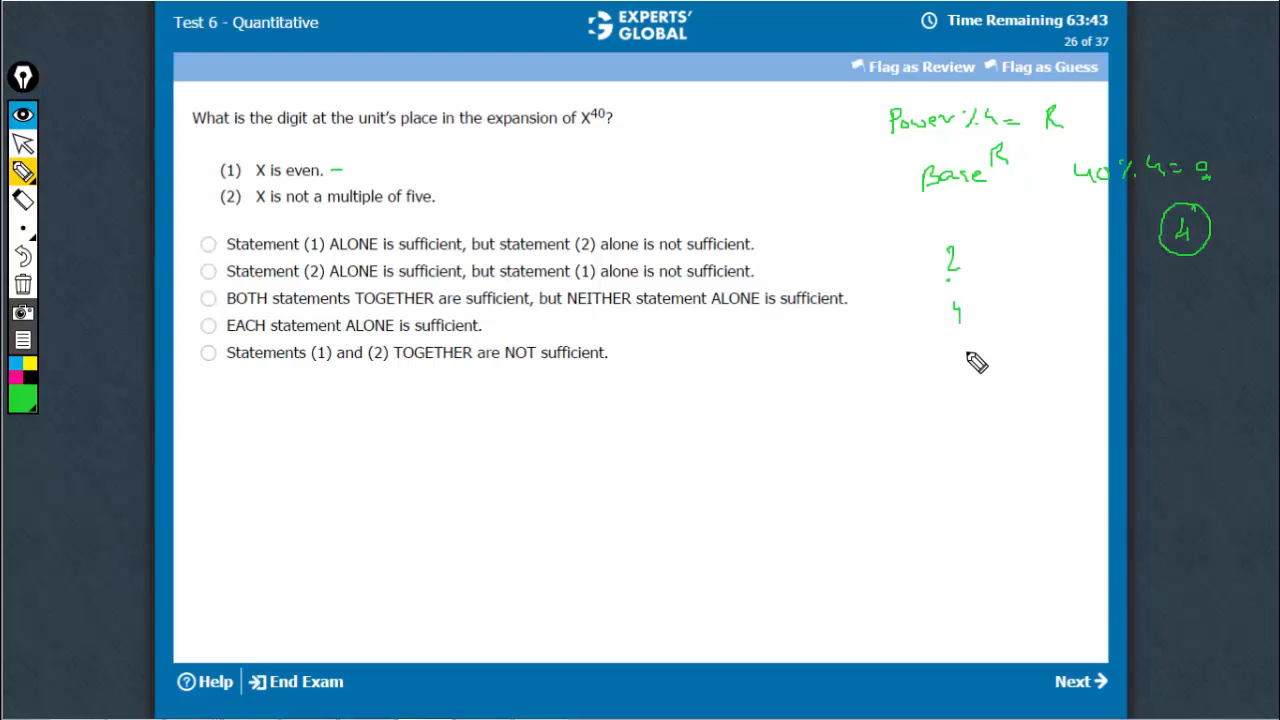 Test 6 - Quantitative
EXPERTS'
GLOBAL
Time Remaining 63:43
26 of 37
Flag as Review
Flag as Guess
What is the digit at the unit's place in the expansion of X⁴⁰?
Power % 4 = R
(1) X is even. -
Base^R
40 % 4 = 0
(2) X is not a multiple of five.
4
Statement (1) ALONE is sufficient, but statement (2) alone is not sufficient.
2
Statement (2) ALONE is sufficient, but statement (1) alone is not sufficient.
BOTH statements TOGETHER are sufficient, but NEITHER statement ALONE is sufficient.
4
EACH statement ALONE is sufficient.
Statements (1) and (2) TOGETHER are NOT sufficient.
Help
End Exam
Next